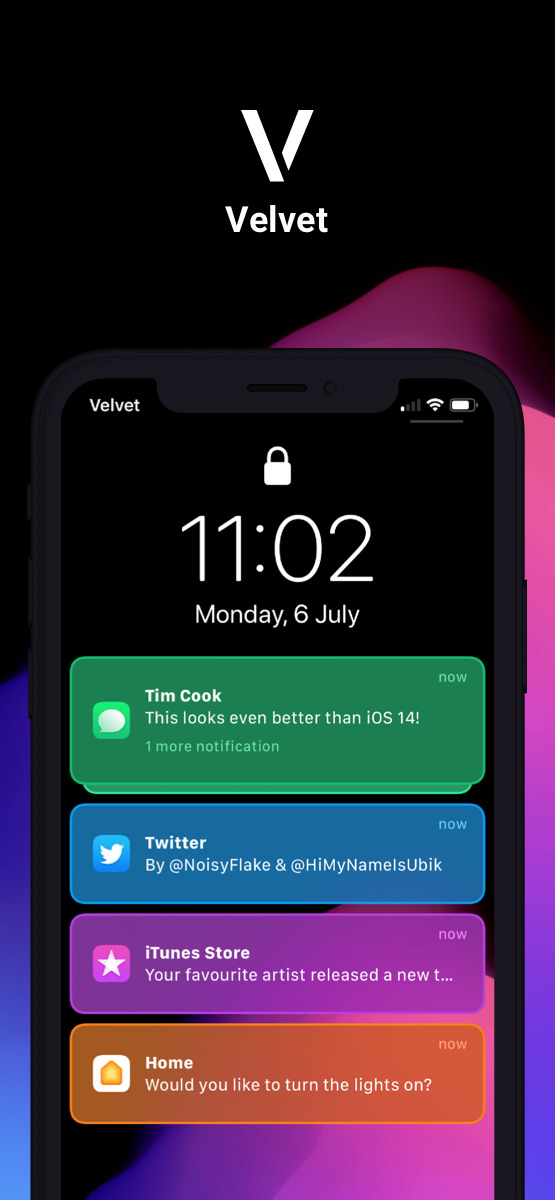 Velvet
Velvet
11:02
Monday, 6 July
now
Tim Cook
This looks even better than iOS 14!
1 more notification
now
Twitter
By @NoisyFlake & @HiMyNameIsUbik
now
iTunes Store
Your favourite artist released a new t...
now
Home
Would you like to turn the lights on?